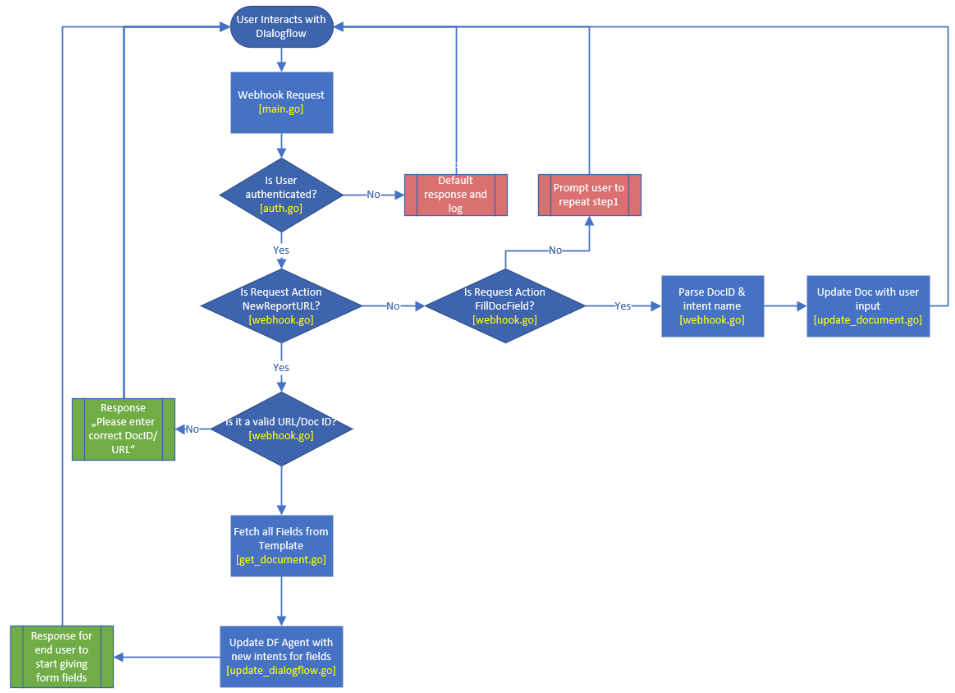 User Interacts with
DIalogflow
Webhook Request
[main.go]
Is User
authenticated?
[auth.go]
No
Default
response and
log
Prompt user to
repeat step1
Yes
No
Is Request Action
NewReportURL?
[webhook.go]
No
Is Request Action
FillDocField?
[webhook.go]
Yes
Parse DocID &
intent name
[webhook.go]
Update Doc with user
input
[update_document.go]
Yes
Response
„Please enter
correct DocID/
URL“
No
Is it a valid URL/Doc ID?
[webhook.go]
Fetch all Fields from
Template
[get_document.go]
Response for
end user to
start giving
form fields
Update DF Agent with
new intents for fields
[update_dialogflow.go]